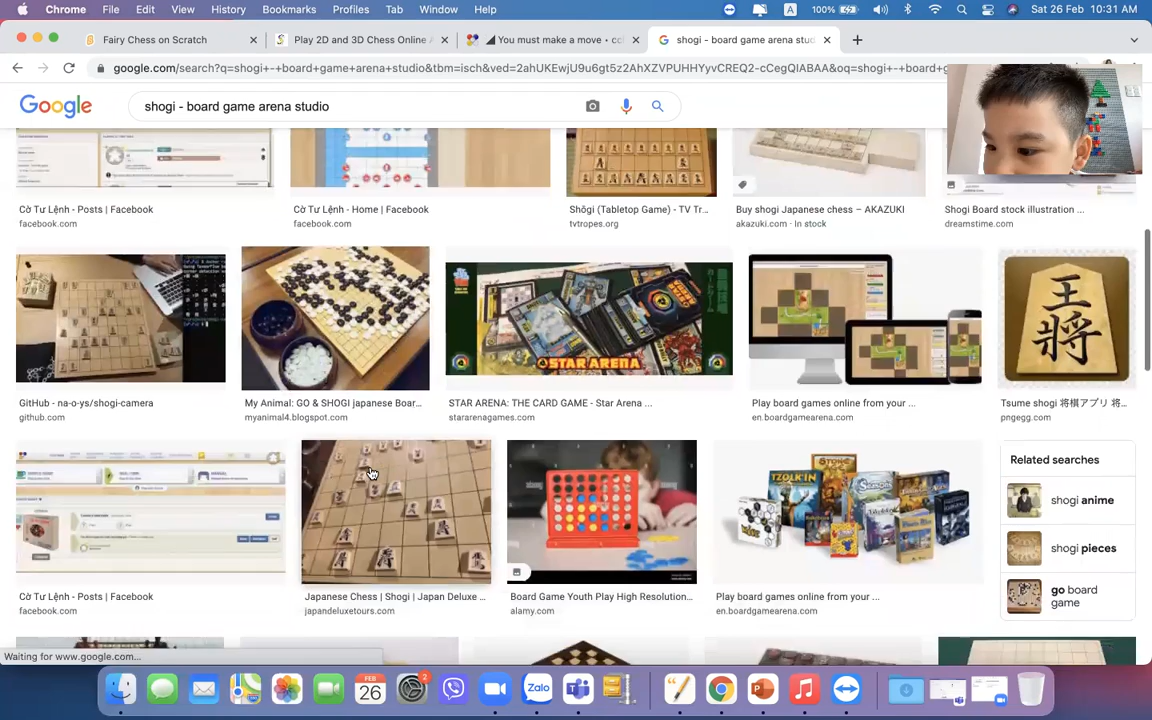 Chrome File Edit View History Bookmarks Profiles Tab Window Help
A 100% Sat 26 Feb 10:31 AM
Fairy Chess on Scratch
Play 2D and 3D Chess Online
You must make a move •
shogi - board game arena stu
google.com/search?q=shogi+-+board+game+arena+studio&tbm=isch&ved=2ahUKEwjU9u6gt5z2AhXZVPUHHYyvCREQ2-cCegQIABAA&oq=shogi+-+board+g
Google
shogi - board game arena studio
Cờ Tư Lệnh - Posts | Facebook
facebook.com
Cờ Tư Lệnh - Home | Facebook
facebook.com
Shōgi (Tabletop Game) - TV Tr...
tvtropes.org
Buy shogi Japanese chess – AKAZUKI
akazuki.com · In stock
Shogi Board stock illustration ...
dreamstime.com
STAR ARENA
王將
GitHub - na-o-ys/shogi-camera
github.com
My Animal: GO & SHOGI japanese Boar...
myanimal4.blogspot.com
STAR ARENA: THE CARD GAME - Star Arena ...
stararenagames.com
Play board games online from your ...
en.boardgamearena.com
Tsume shogi 将棋アプリ 将...
pngegg.com
TZOLKIN
Seasons
Related searches
shogi anime
shogi pieces
go board
game
Cờ Tư Lệnh - Posts | Facebook
facebook.com
Japanese Chess | Shogi | Japan Deluxe ...
japandeluxetours.com
Board Game Youth Play High Resolution...
alamy.com
Play board games online from your ...
en.boardgamearena.com
Waiting for www.google.com...
FEB
26
2
Zalo